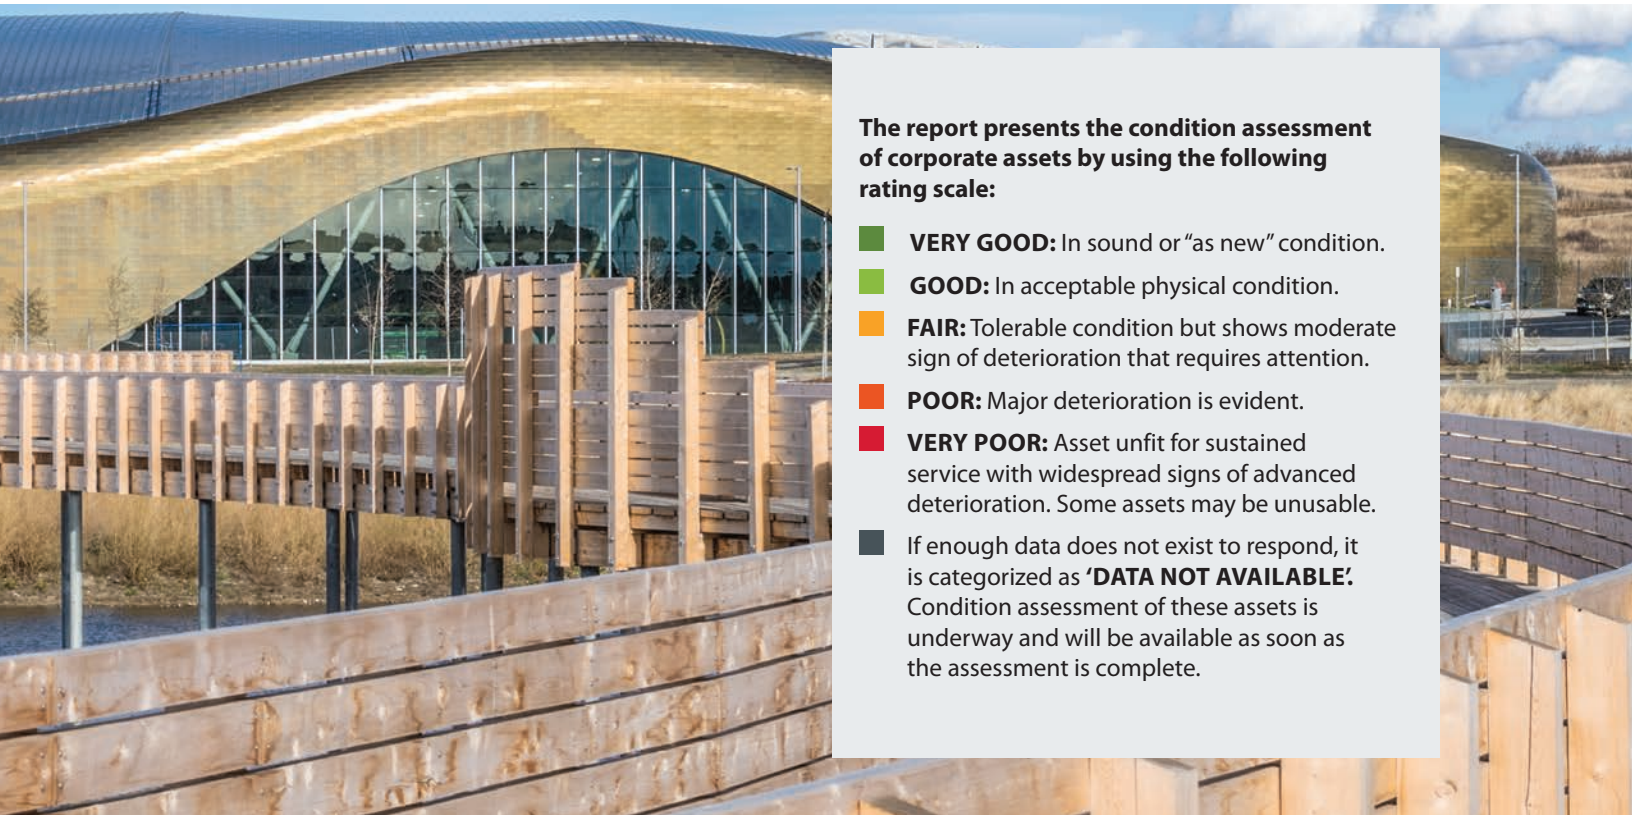 The report presents the condition assessment
of corporate assets by using the following
rating scale:
VERY GOOD: In sound or “as new” condition.
GOOD: In acceptable physical condition.
FAIR: Tolerable condition but shows moderate
sign of deterioration that requires attention.
POOR: Major deterioration is evident.
VERY POOR: Asset unfit for sustained
service with widespread signs of advanced
deterioration. Some assets may be unusable.
If enough data does not exist to respond, it
is categorized as ‘DATA NOT AVAILABLE’.
Condition assessment of these assets is
underway and will be available as soon as
the assessment is complete.